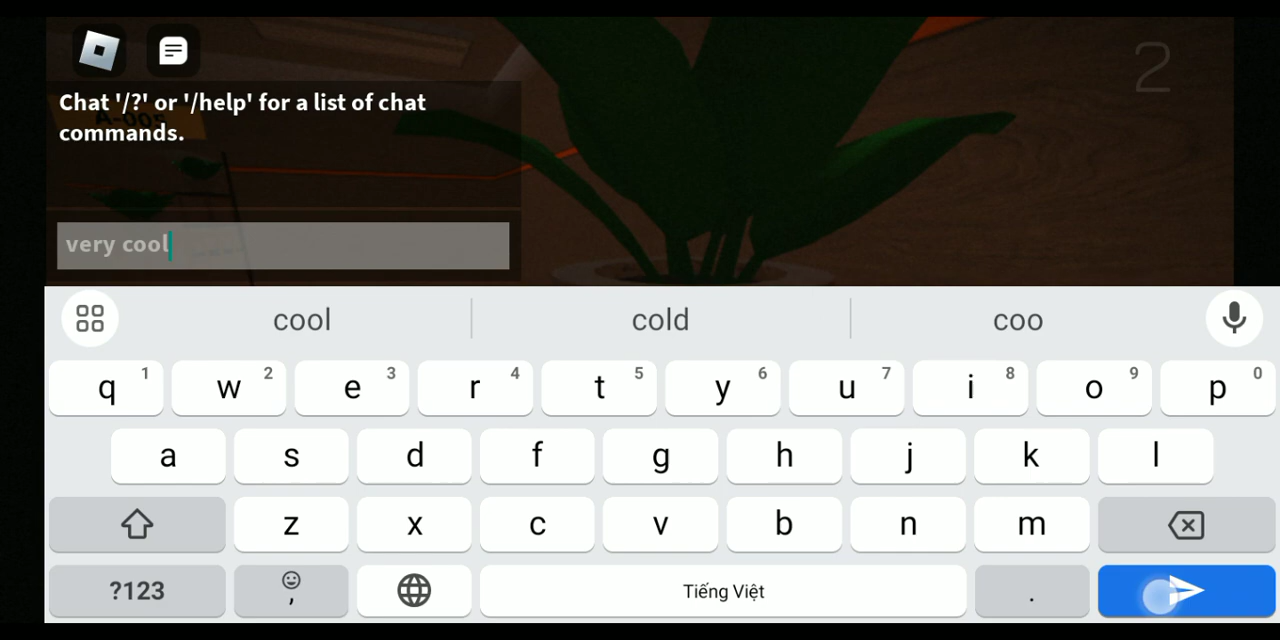 2
Chat '/?' or '/help' for a list of chat
commands.
A-005
very cool
cool cold coo
q 1 w 2 e 3 r 4 t 5 y 6 u 7 i 8 o 9 p 0
a s d f g h j k l
z x c v b n m
?123 , Tiếng Việt .